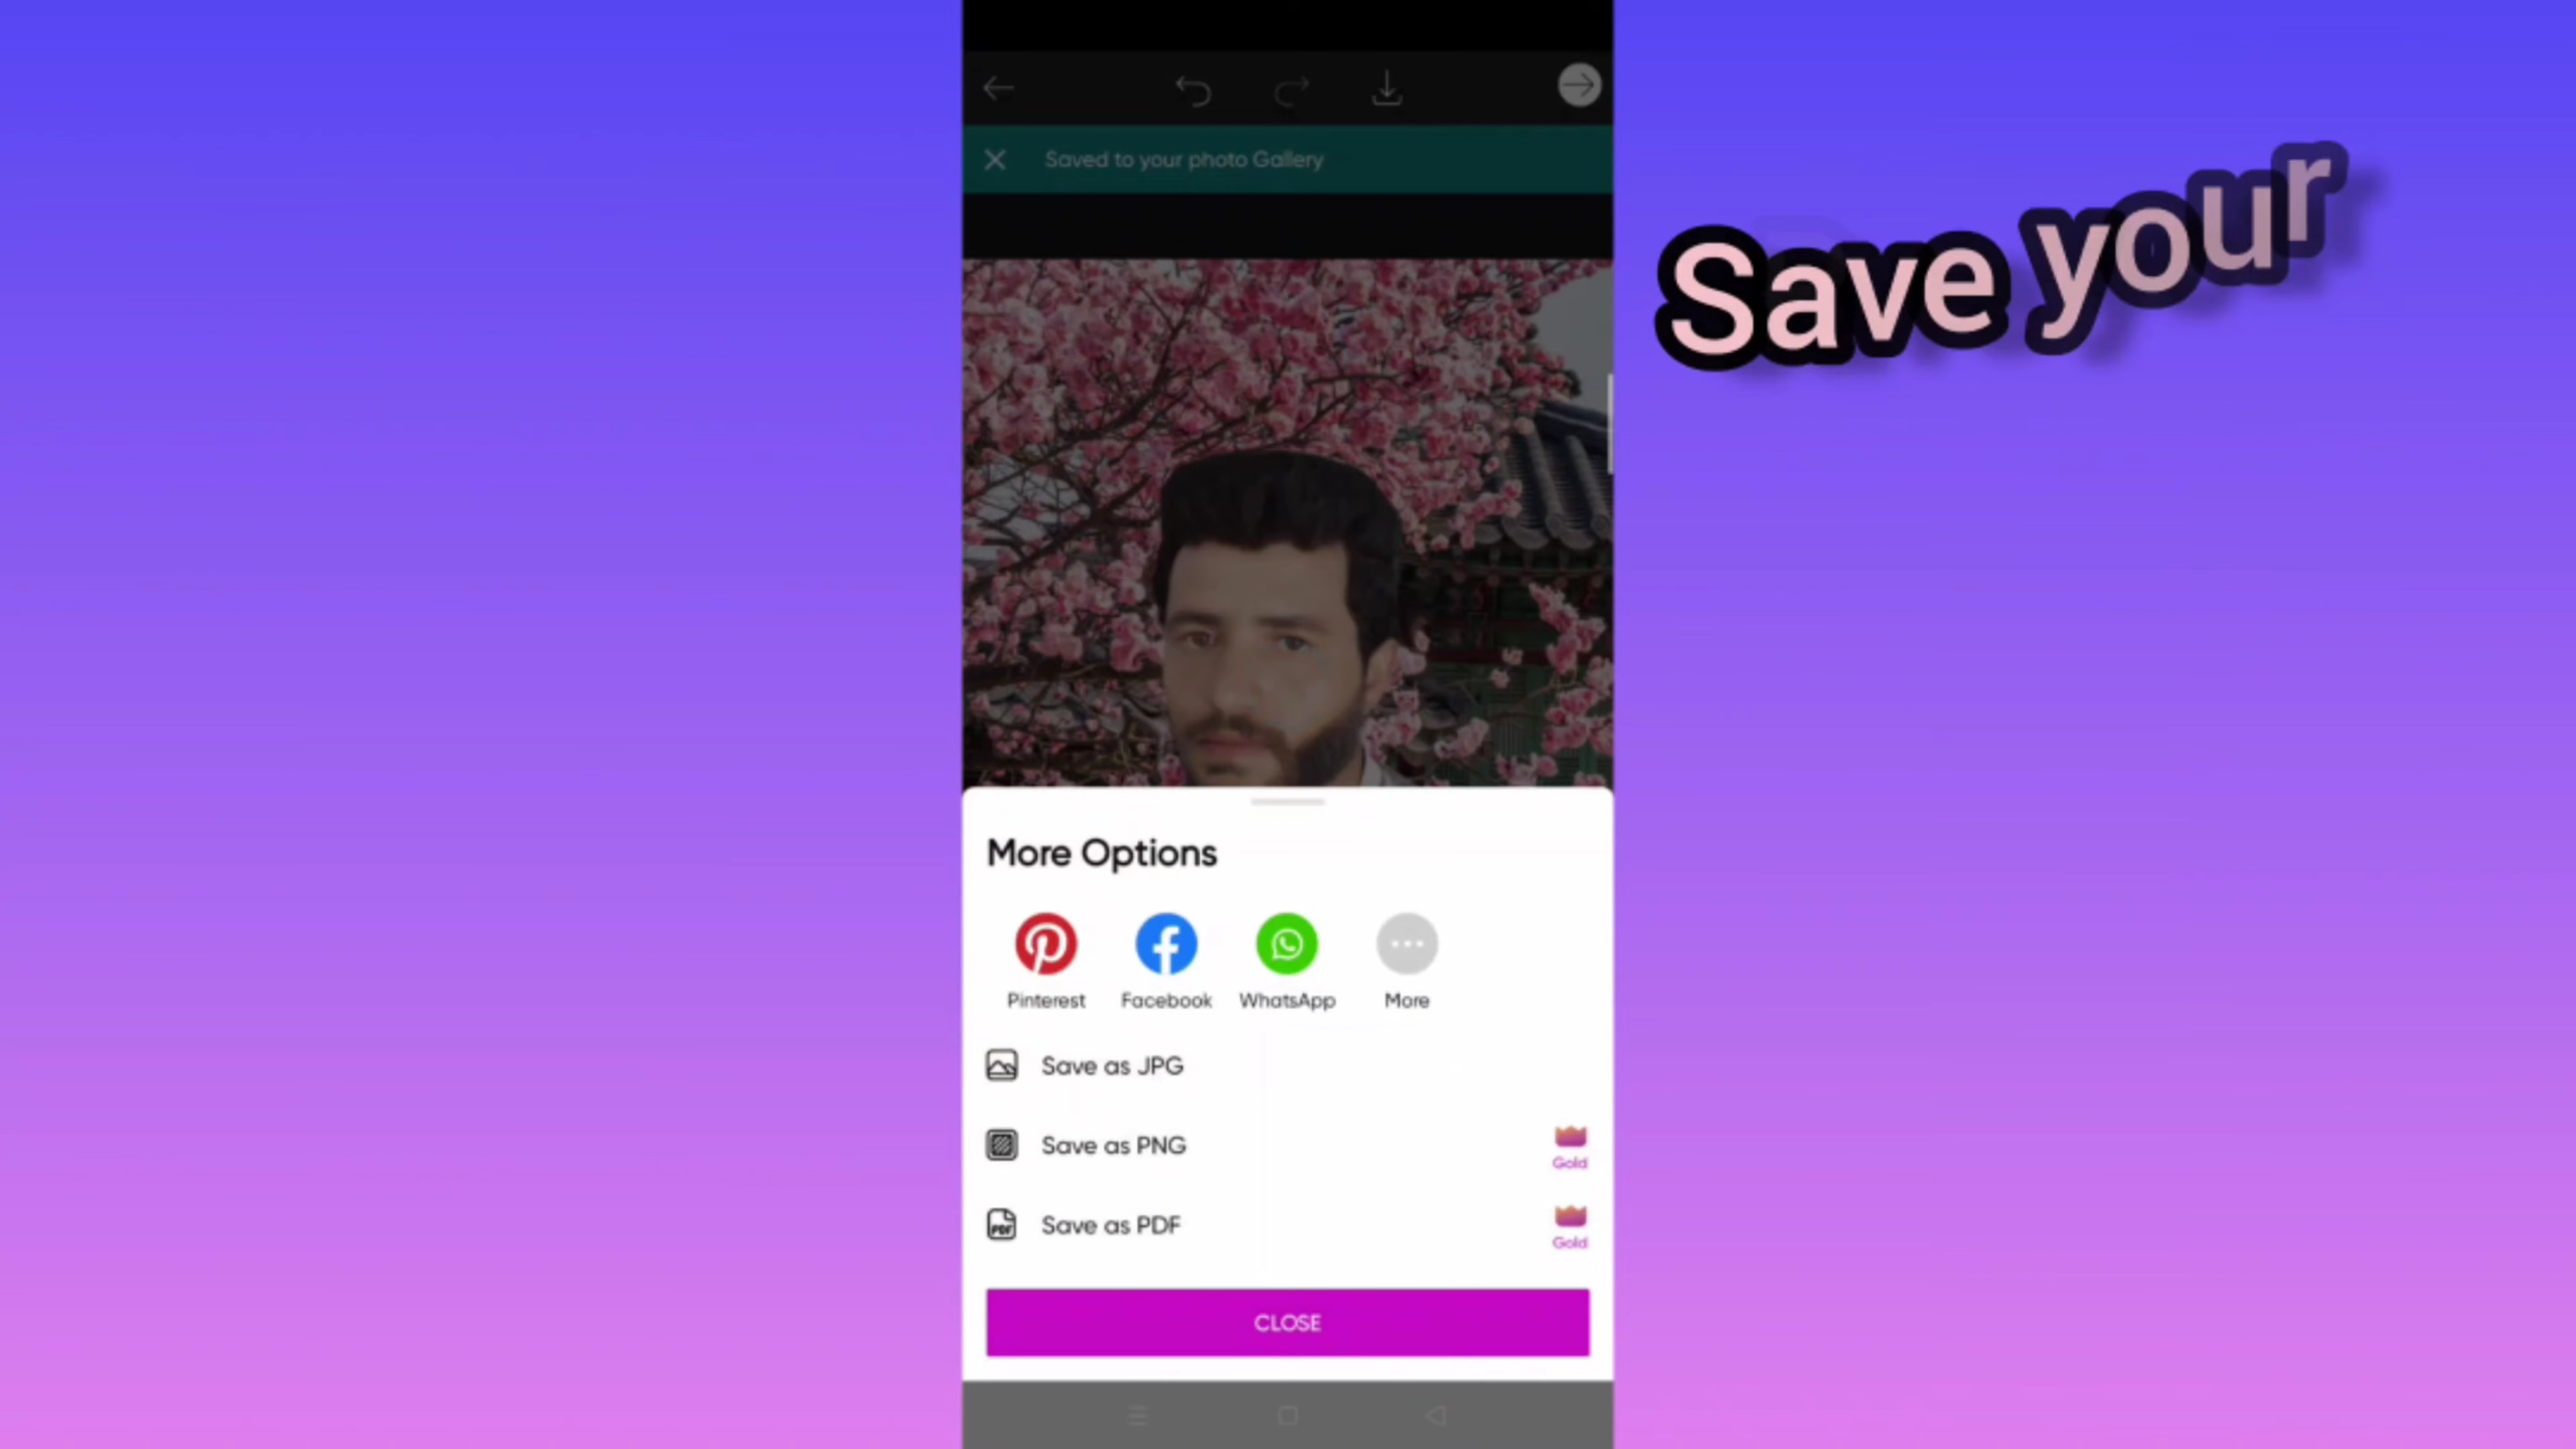 Saved to your photo Gallery
Save your
More Options
Pinterest
Facebook
WhatsApp
More
Save as JPG
Save as PNG
Gold
PDF
Save as PDF
Gold
CLOSE